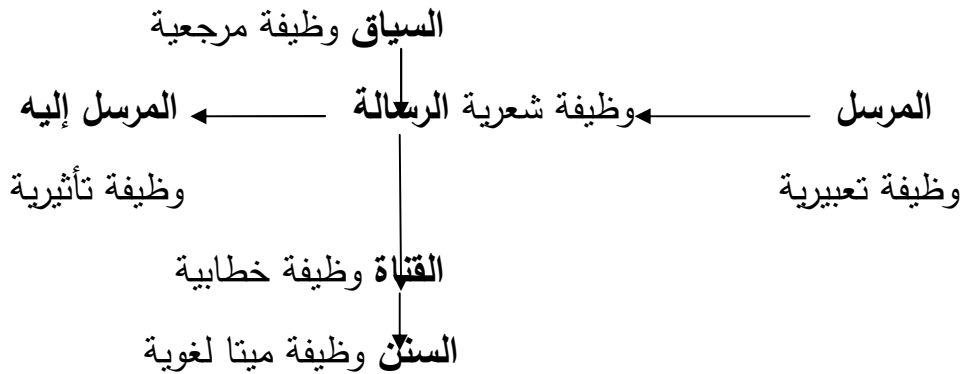 السياق وظيفة مرجعية
المرسل وظيفة شعرية الرسالة المرسل إليه
وظيفة تعبيرية وظيفة تأثيرية
القناة وظيفة خطابية
السنن وظيفة ميتا لغوية